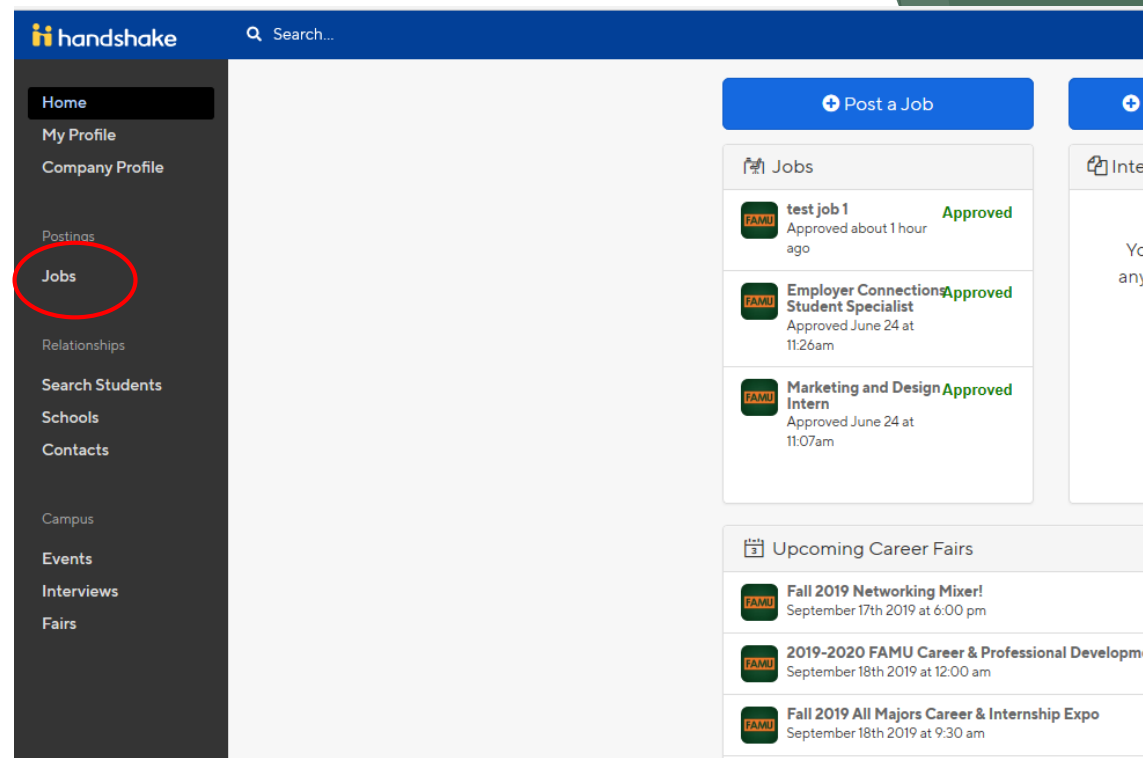 handshake
Search...
Home
My Profile
Company Profile
Postings
Jobs
Relationships
Search Students
Schools
Contacts
Campus
Events
Interviews
Fairs
Post a Job
Jobs
FAMU
test job 1
Approved
Approved about 1 hour
ago
FAMU
Employer Connections
Approved
Student Specialist
Approved June 24 at
11:26am
FAMU
Marketing and Design
Approved
Intern
Approved June 24 at
11:07am
Inte
Yo
any
3
Upcoming Career Fairs
FAMU
Fall 2019 Networking Mixer!
September 17th 2019 at 6:00 pm
FAMU
2019-2020 FAMU Career & Professional Developm
September 18th 2019 at 12:00 am
FAMU
Fall 2019 All Majors Career & Internship Expo
September 18th 2019 at 9:30 am